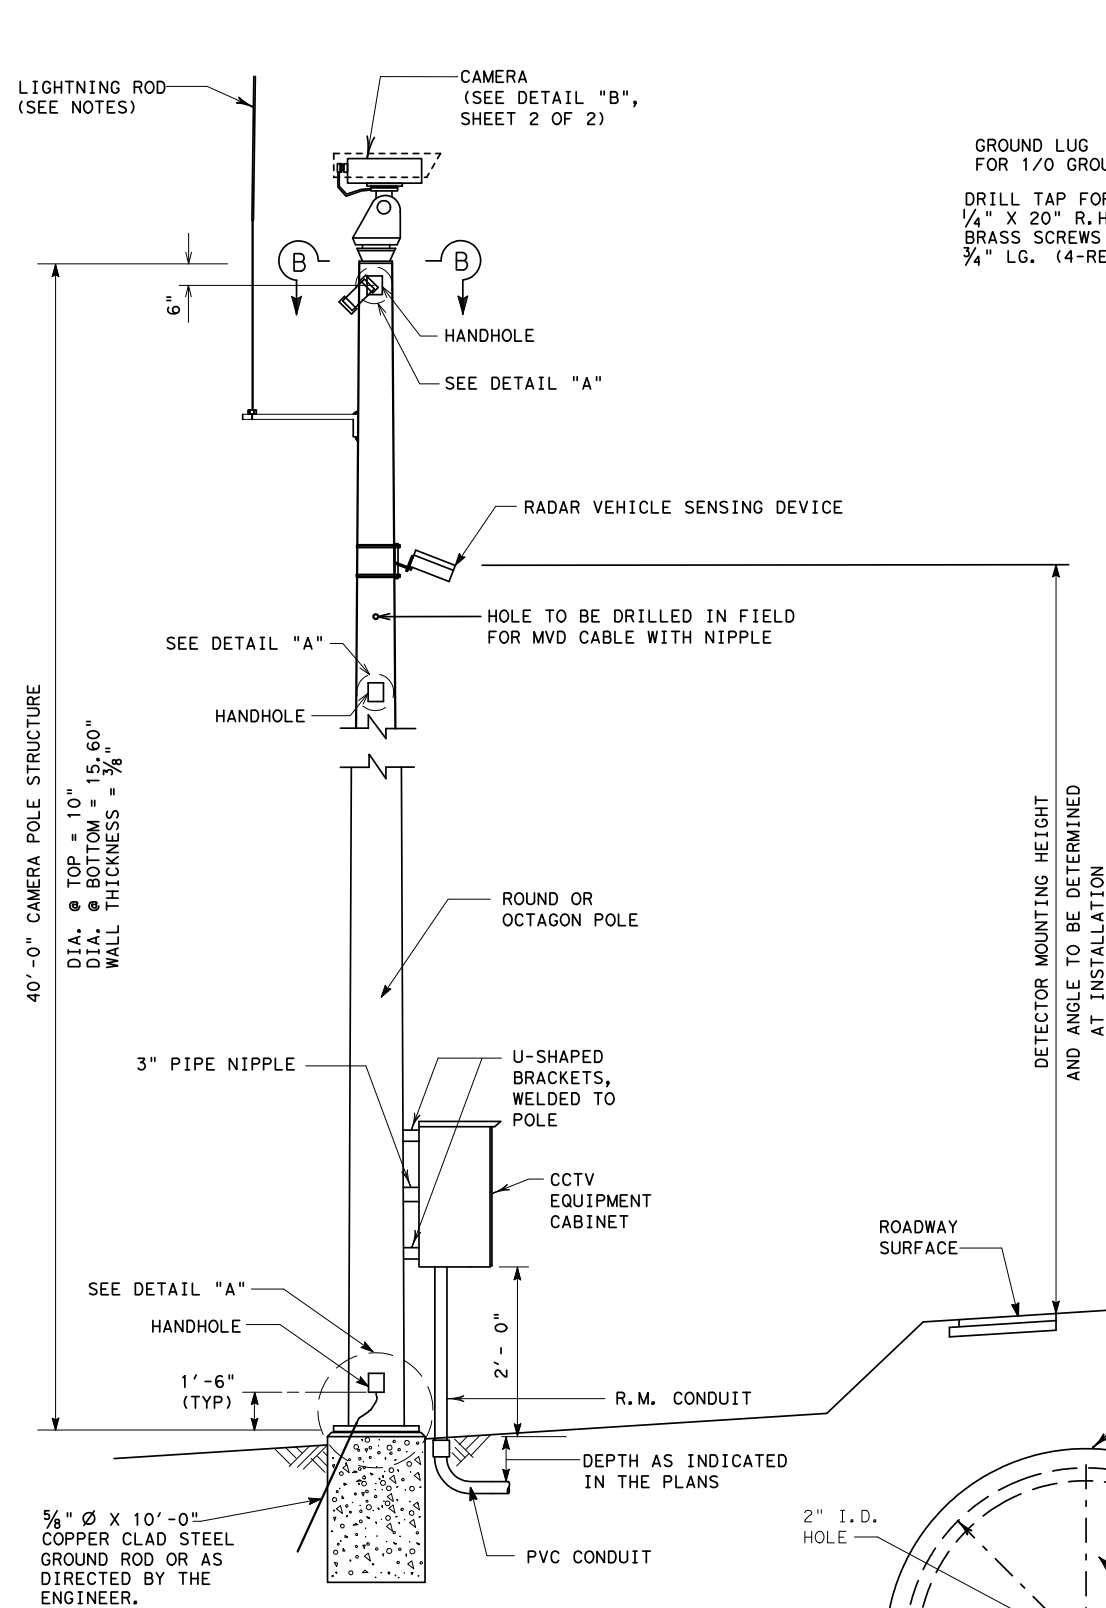 LIGHTNING ROD
(SEE NOTES)
CAMERA
(SEE DETAIL "B",
SHEET 2 OF 2)
GROUND LUG
FOR 1/0 GROU
DRILL TAP FOR
1/4" X 20" R.H
BRASS SCREWS
3/4" LG. (4-RE
B
B
6"
HANDHOLE
SEE DETAIL "A"
RADAR VEHICLE SENSING DEVICE
HOLE TO BE DRILLED IN FIELD
FOR MVD CABLE WITH NIPPLE
SEE DETAIL "A"
HANDHOLE
40'-0" CAMERA POLE STRUCTURE
DIA. @ TOP = 10"
DIA. @ BOTTOM = 15.60"
WALL THICKNESS = 3/8"
DETECTOR MOUNTING HEIGHT
AND ANGLE TO BE DETERMINED
AT INSTALLATION
ROUND OR
OCTAGON POLE
3" PIPE NIPPLE
U-SHAPED
BRACKETS,
WELDED TO
POLE
CCTV
EQUIPMENT
CABINET
ROADWAY
SURFACE
SEE DETAIL "A"
HANDHOLE
1'-6"
(TYP)
2'- 0"
R.M. CONDUIT
DEPTH AS INDICATED
IN THE PLANS
PVC CONDUIT
5/8" Ø X 10'-0"
COPPER CLAD STEEL
GROUND ROD OR AS
DIRECTED BY THE
ENGINEER.
2" I.D.
HOLE